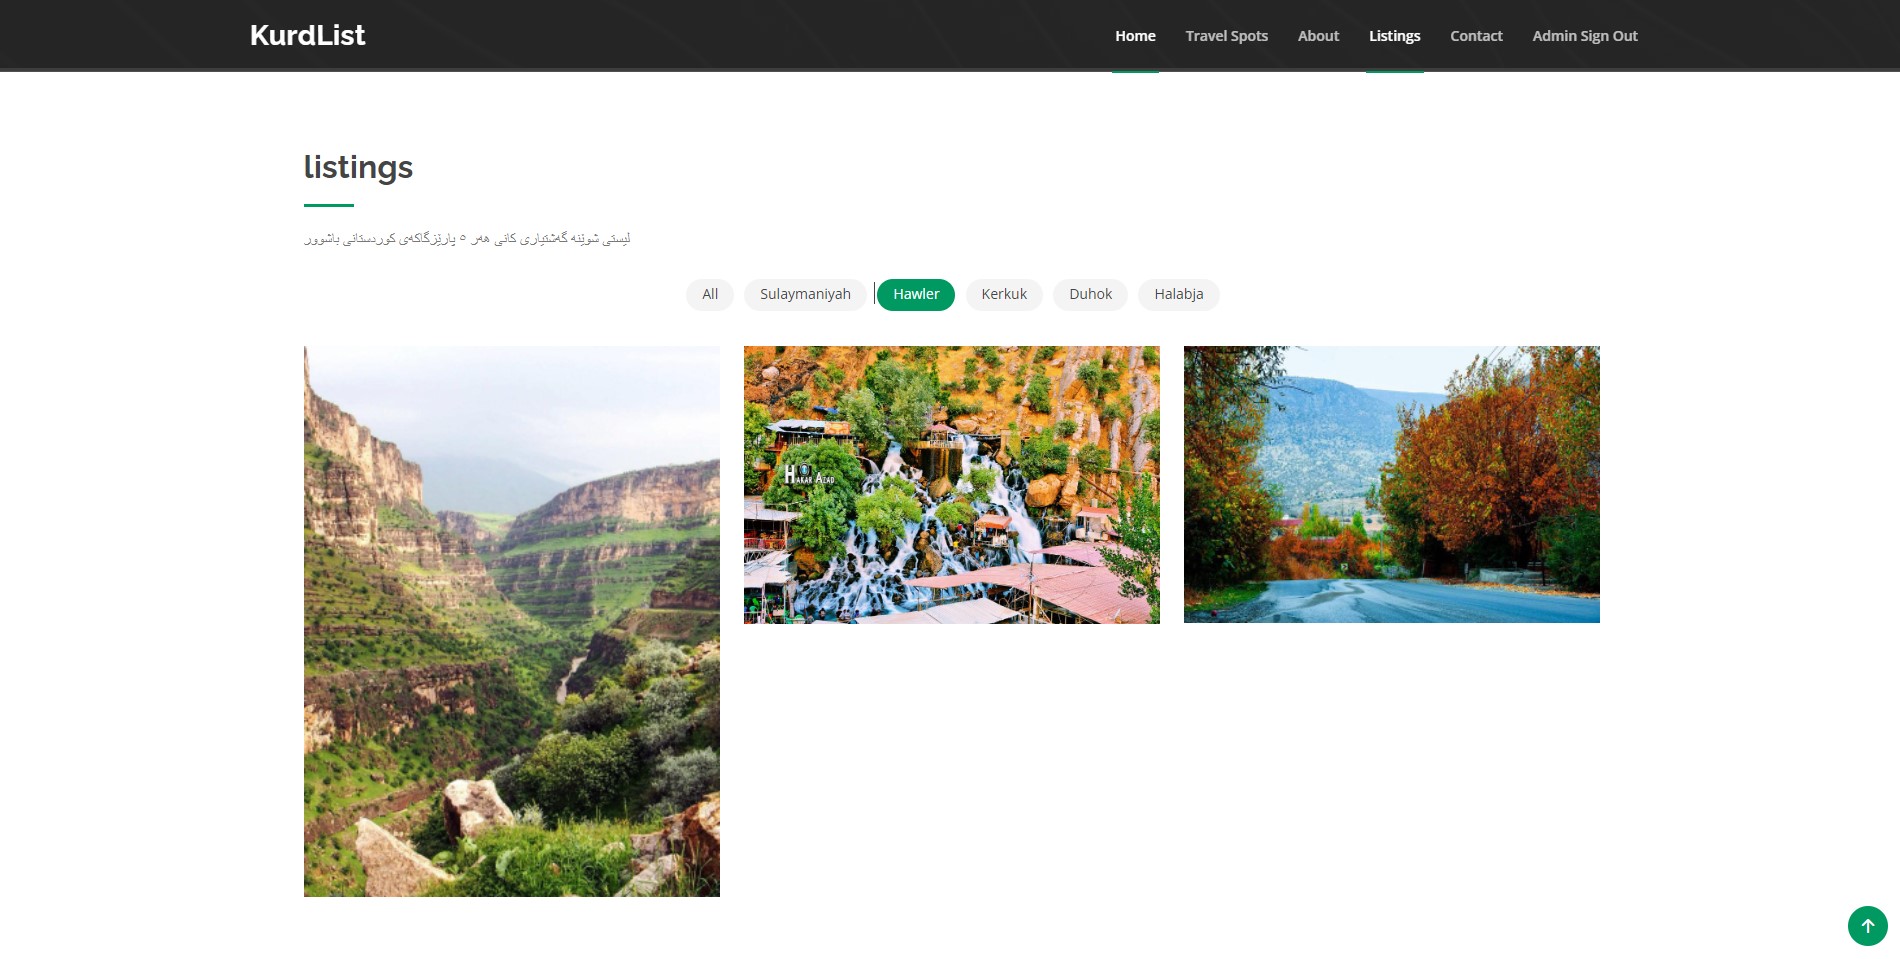 KurdList
Home Travel Spots About Listings Contact Admin Sign Out
listings
لیستی شوێنە گەشتیاری کانی هەر ٥ پارێزگاکەی کوردستانی باشوور
All Sulaymaniyah Hawler Kerkuk Duhok Halabja
HAKAR AZAD